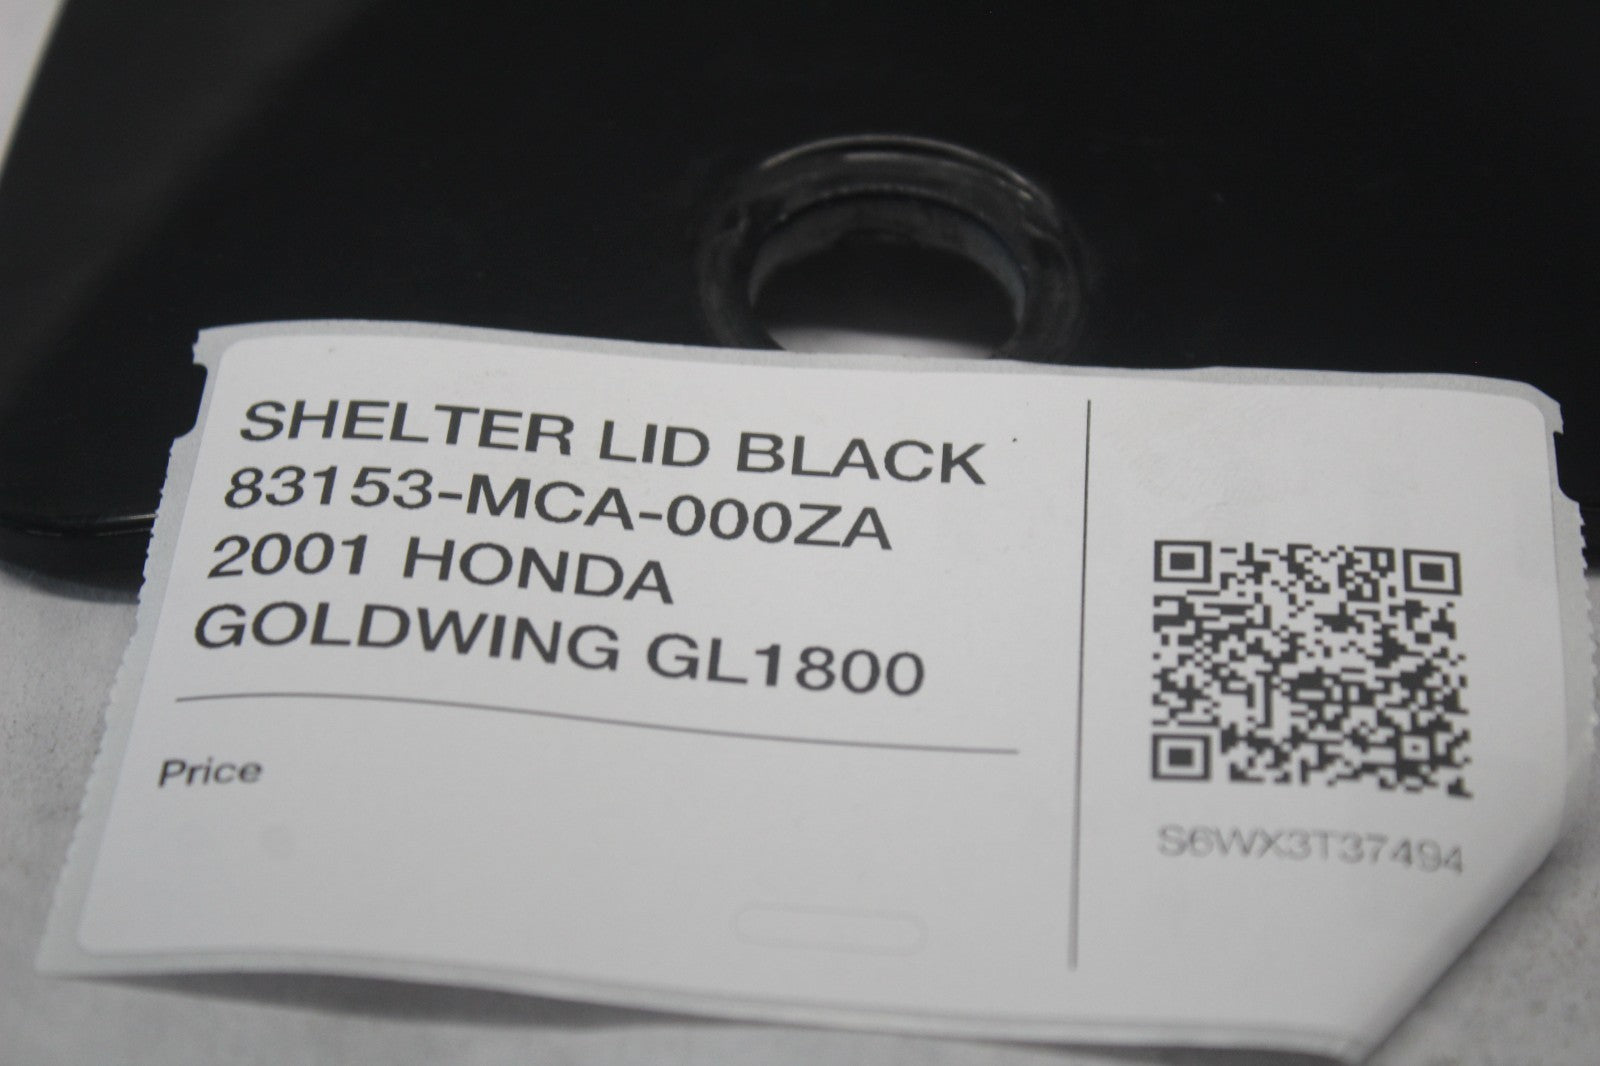 SHELTER LID BLACK
83153-MCA-000ZA
2001 HONDA
GOLDWING GL1800
Price
S6WX3T37494